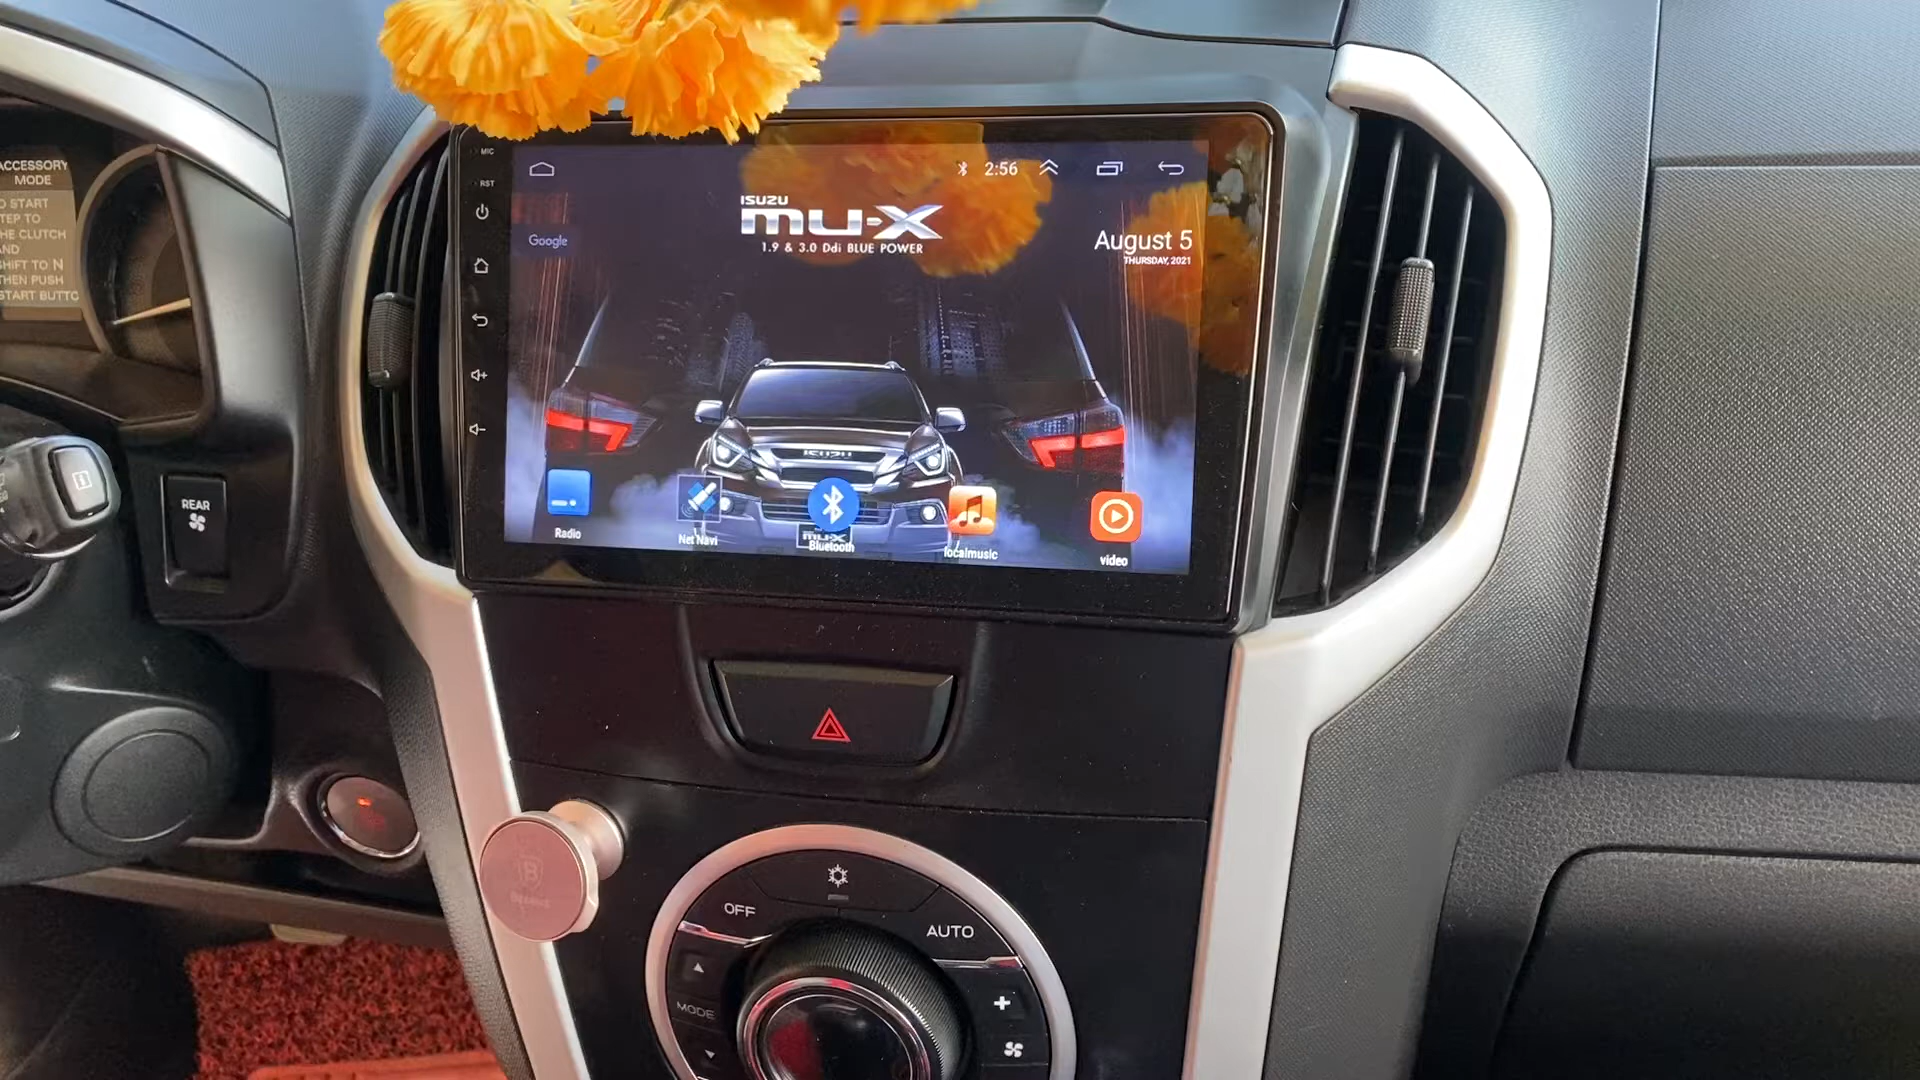 ACCESSORY
MODE
O START
TEP TO
HE CLUTCH
AND
SHIFT TO N
THEN PUSH
START BUTTO
REAR
MIC
RST
2:56
Google
ISUZU
mu-X
1.9 & 3.0 Ddi BLUE POWER
August 5
THURSDAY, 2021
ISUZU
mu-X
Radio
Net Navi
Bluetooth
localmusic
video
B
OFF
AUTO
MODE